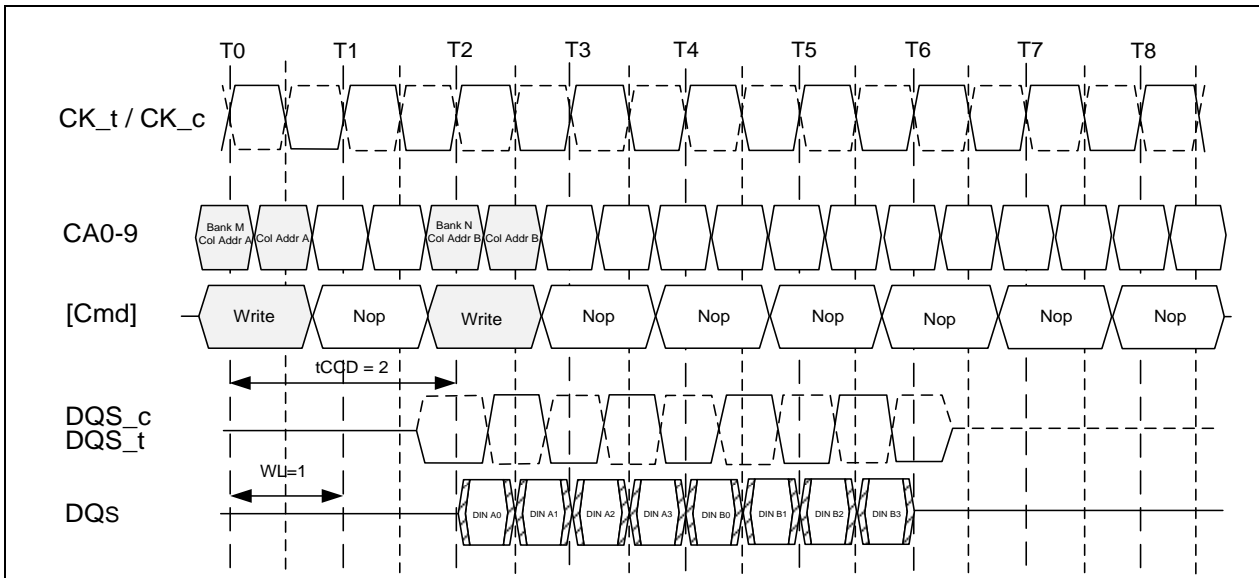 T0 T1 T2 T3 T4 T5 T6 T7 T8
CK_t / CK_c
Bank M
Col Addr A
Col Addr A
Bank N
Col Addr B
Col Addr B
CA0-9
[Cmd] Write Nop Write Nop Nop Nop Nop Nop Nop
tCCD = 2
DQS_c
DQS_t
WL=1
DQs DIN A0 DIN A1 DIN A2 DIN A3 DIN B0 DIN B1 DIN B2 DIN B3